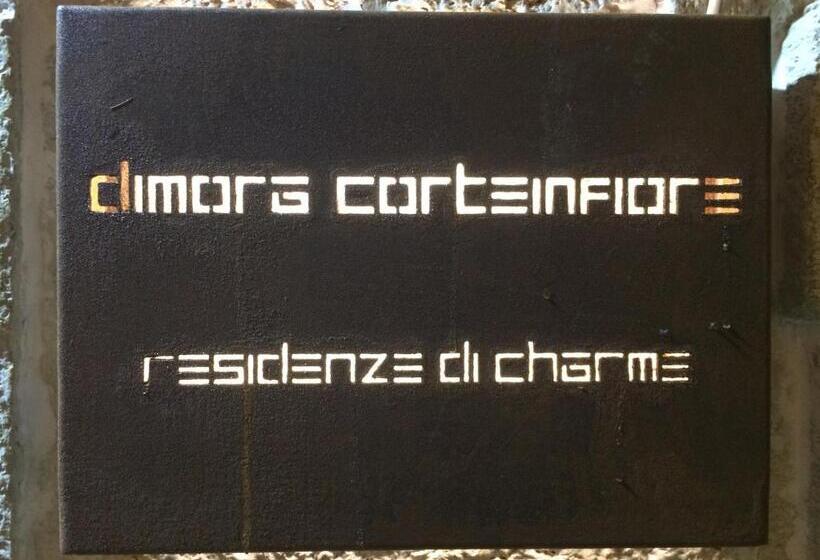 dimora corteinfiore
residenze di charme